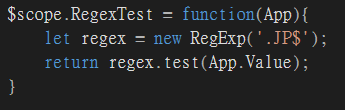 $scope.RegexTest = function(App){
    let regex = new RegExp('.JP$');
    return regex.test(App.Value);
}